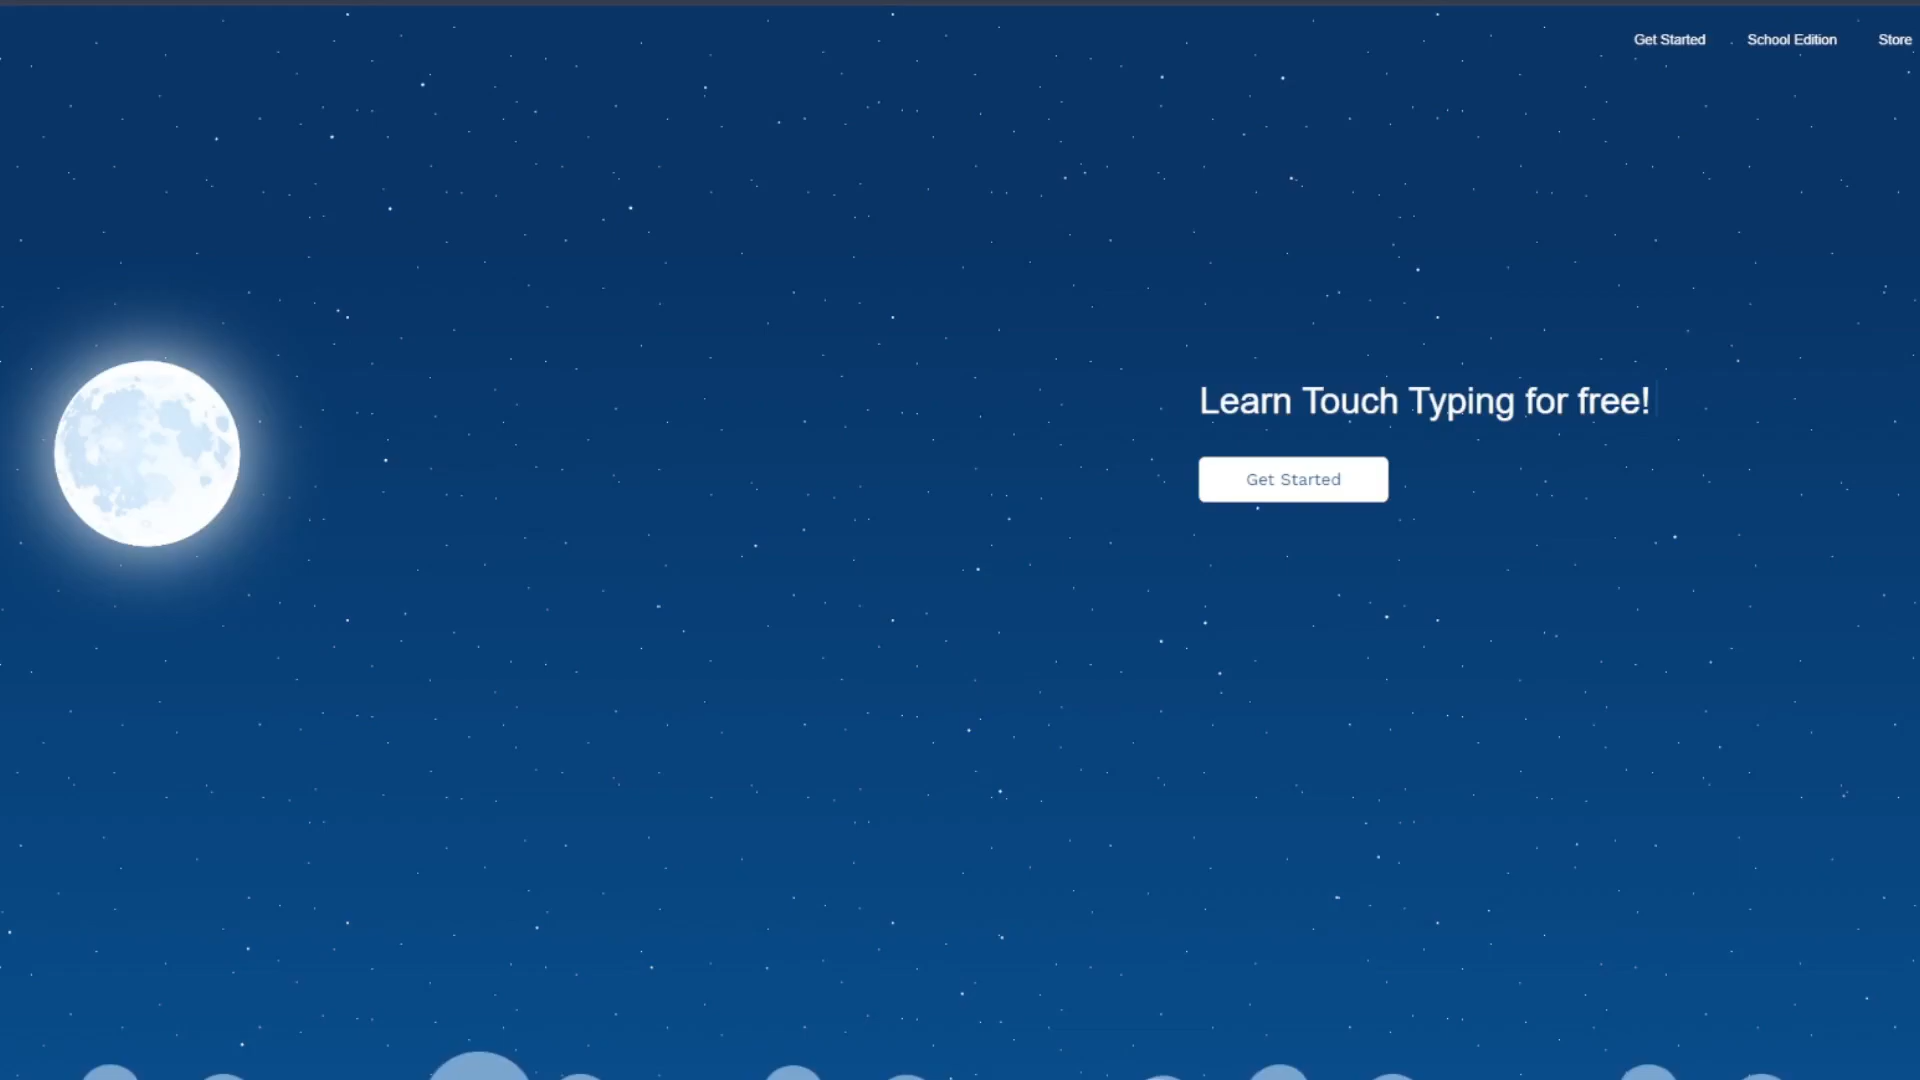 Get Started
School Edition
Store
Learn Touch Typing for free!
Get Started